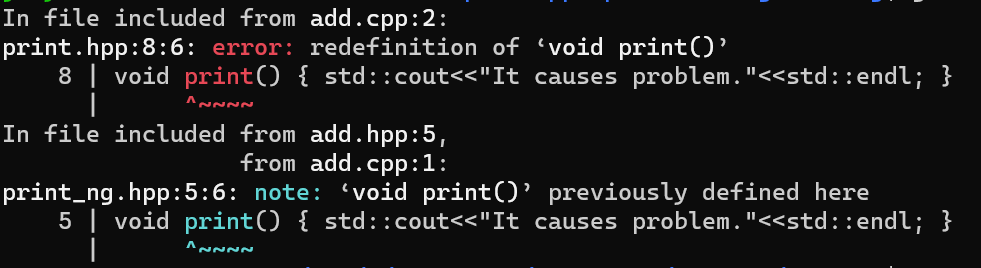 In file included from add.cpp:2:
print.hpp:8:6: error: redefinition of ‘void print()’
    8 | void print() { std::cout<<"It causes problem."<<std::endl; }
      |      ^~~~~
In file included from add.hpp:5,
                 from add.cpp:1:
print_ng.hpp:5:6: note: ‘void print()’ previously defined here
    5 | void print() { std::cout<<"It causes problem."<<std::endl; }
      |      ^~~~~